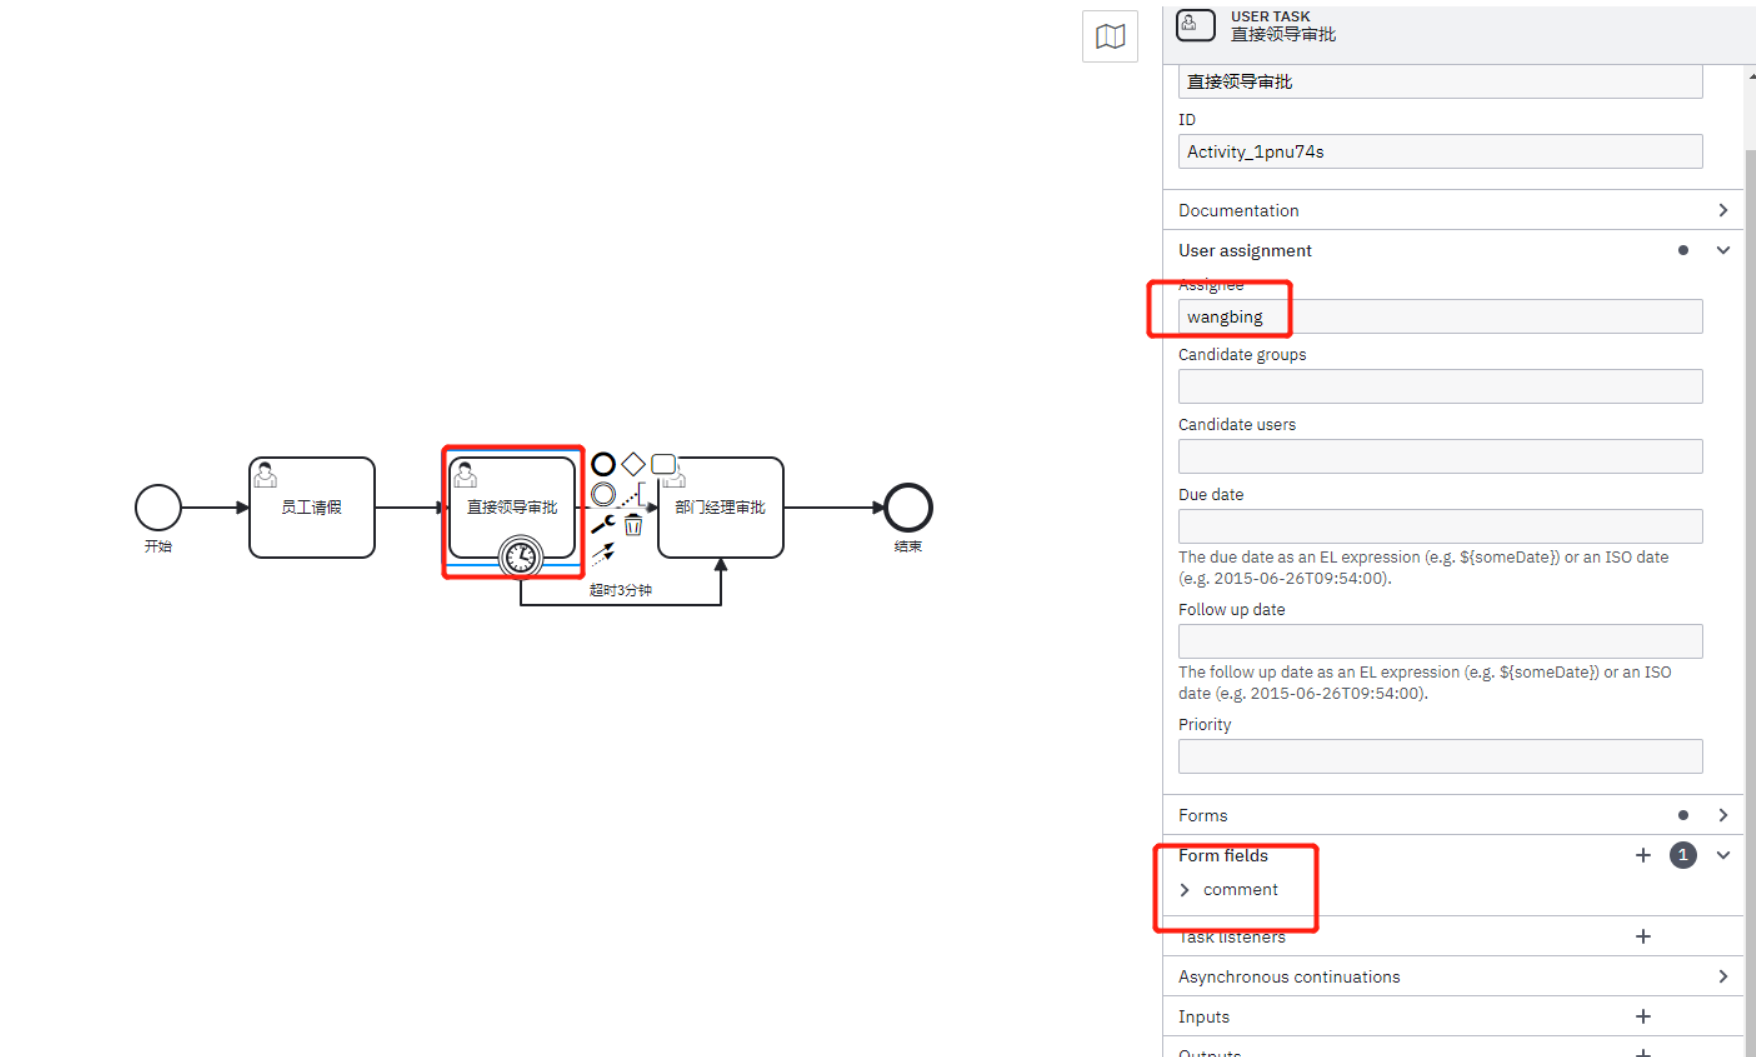 开始
员工请假
直接领导审批
超时3分钟
部门经理审批
结束
USER TASK
直接领导审批
直接领导审批
ID
Activity_1pnu74s
Documentation
User assignment
Assignee
wangbing
Candidate groups
Candidate users
Due date
The due date as an EL expression (e.g. ${someDate}) or an ISO date
(e.g. 2015-06-26T09:54:00).
Follow up date
The follow up date as an EL expression (e.g. ${someDate}) or an ISO
date (e.g. 2015-06-26T09:54:00).
Priority
Forms
Form fields
1
comment
Task listeners
Asynchronous continuations
Inputs
Outputs